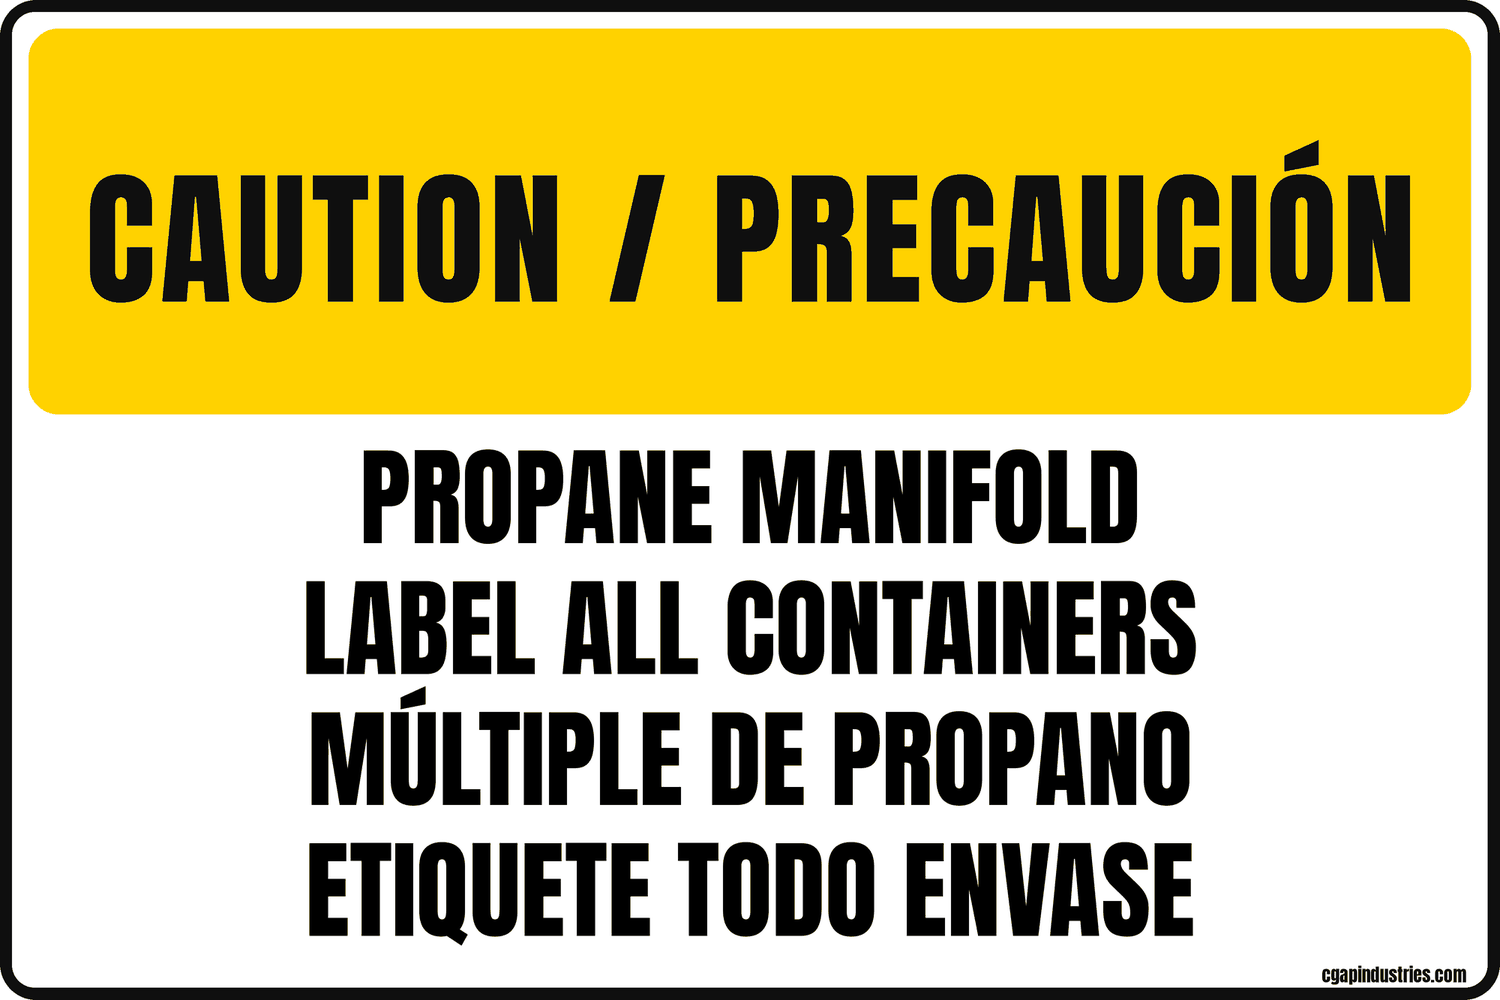 CAUTION / PRECAUCIÓN
PROPANE MANIFOLD
LABEL ALL CONTAINERS
MÚLTIPLE DE PROPANO
ETIQUETE TODO ENVASE
cgapindustries.com